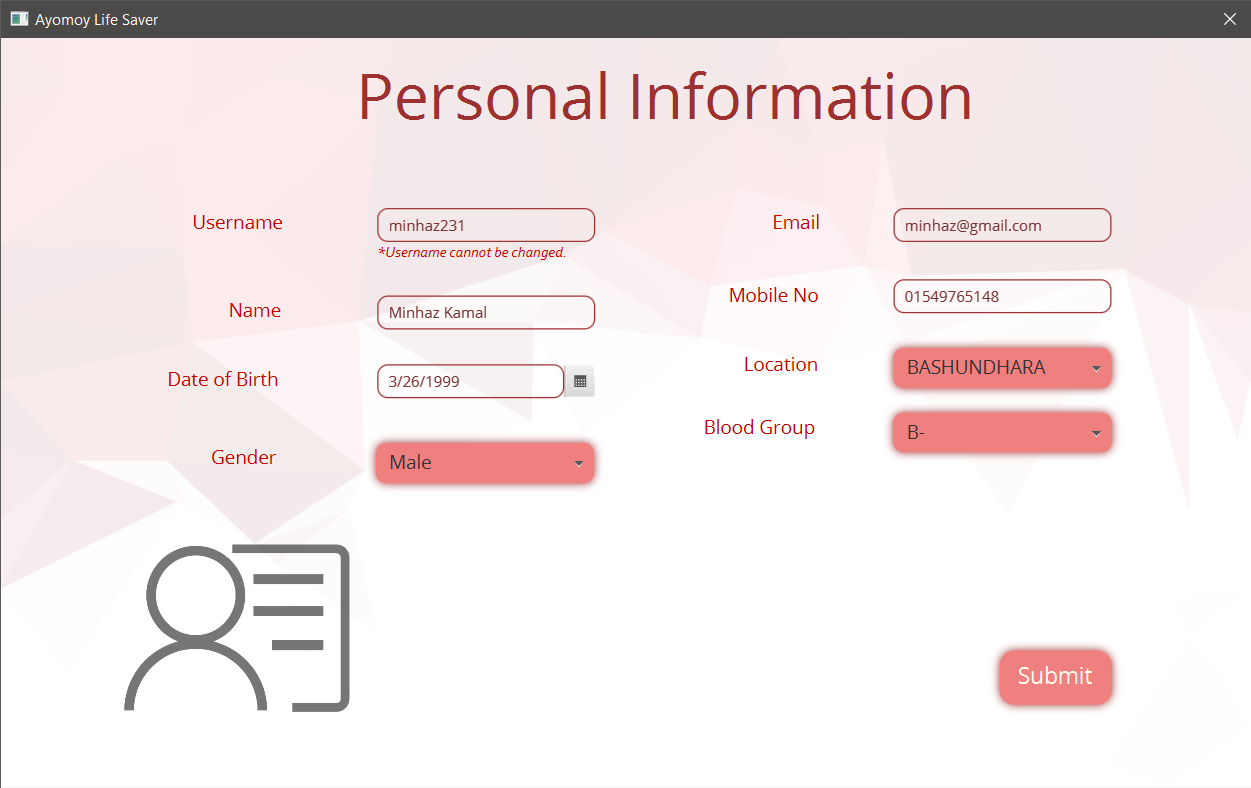 Ayomoy Life Saver
Personal Information
Username
minhaz231
*Username cannot be changed.
Name
Minhaz Kamal
Date of Birth
3/26/1999
Gender
Male
Email
minhaz@gmail.com
Mobile No
01549765148
Location
BASHUNDHARA
Blood Group
B-
Submit